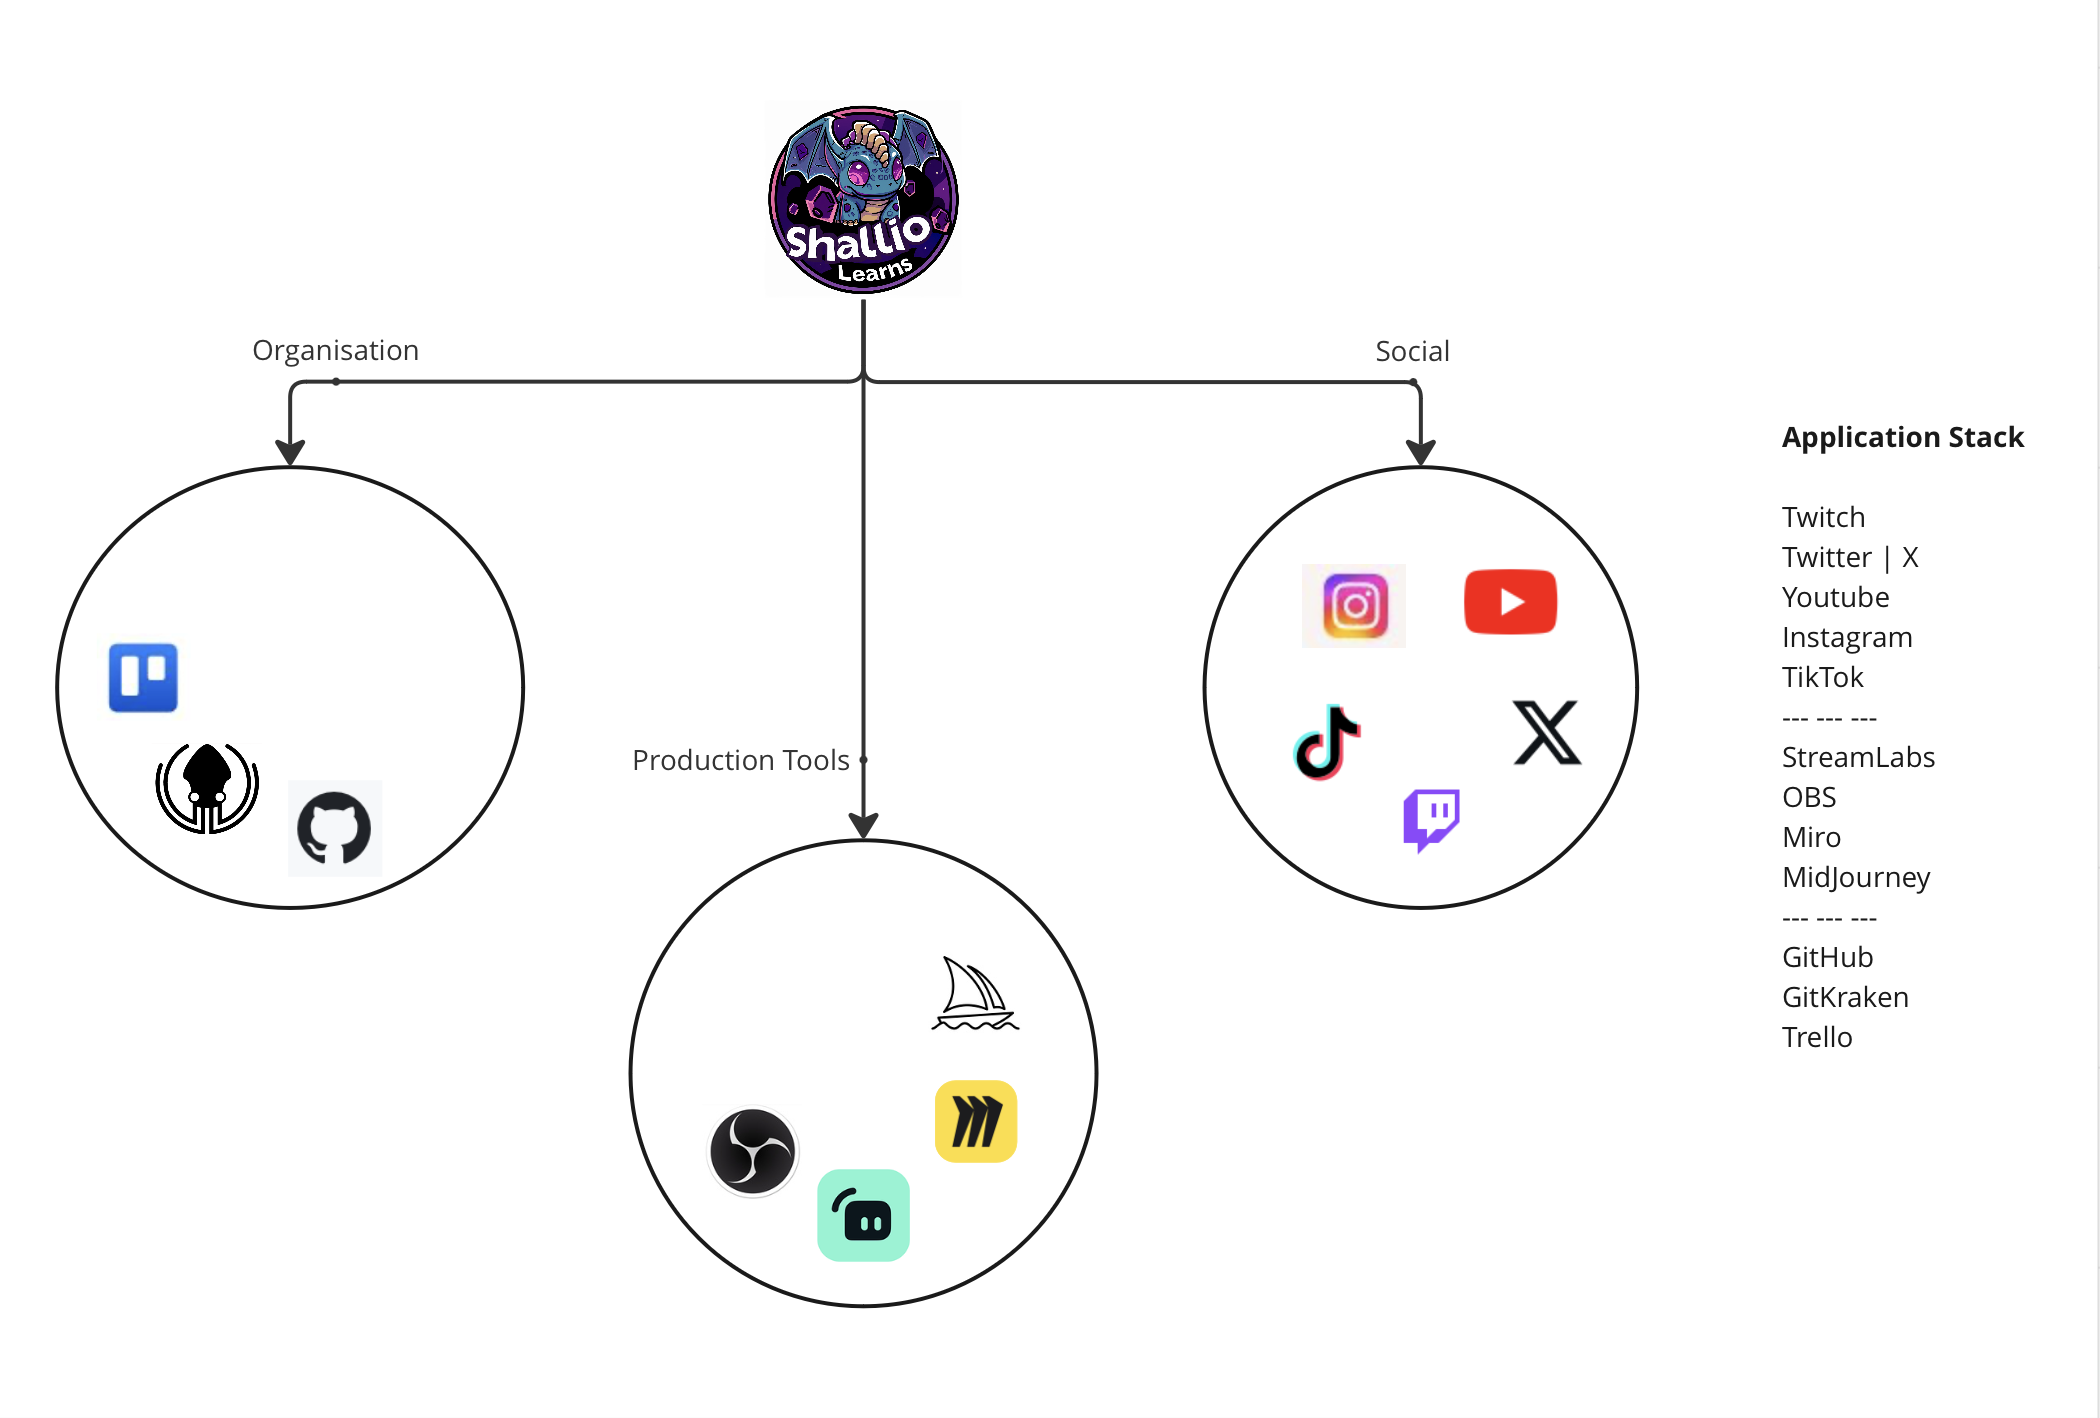 Shallio
Learns
Organisation
Social
Production Tools
Application Stack
Twitch
Twitter | X
Youtube
Instagram
TikTok
--- --- ---
StreamLabs
OBS
Miro
MidJourney
--- --- ---
GitHub
GitKraken
Trello